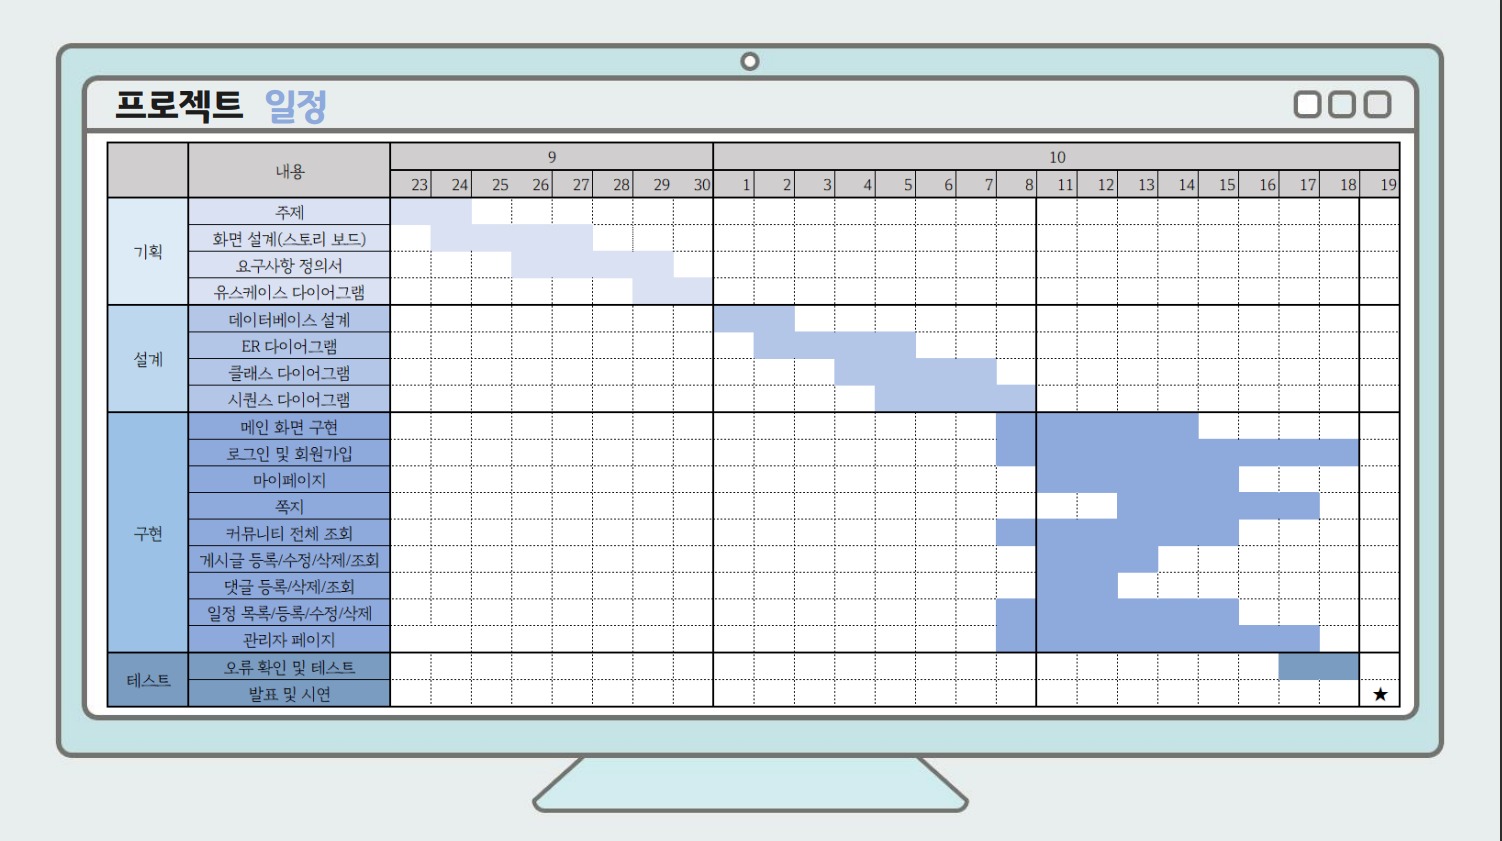 프로젝트 일정
내용 9 10
23 24 25 26 27 28 29 30 1 2 3 4 5 6 7 8 11 12 13 14 15 16 17 18 19
기획
주제
화면 설계(스토리 보드)
요구사항 정의서
유스케이스 다이어그램
설계
데이터베이스 설계
ER 다이어그램
클래스 다이어그램
시퀀스 다이어그램
구현
메인 화면 구현
로그인 및 회원가입
마이페이지
쪽지
커뮤니티 전체 조회
게시글 등록/수정/삭제/조회
댓글 등록/삭제/조회
일정 목록/등록/수정/삭제
관리자 페이지
테스트
오류 확인 및 테스트
발표 및 시연 ★